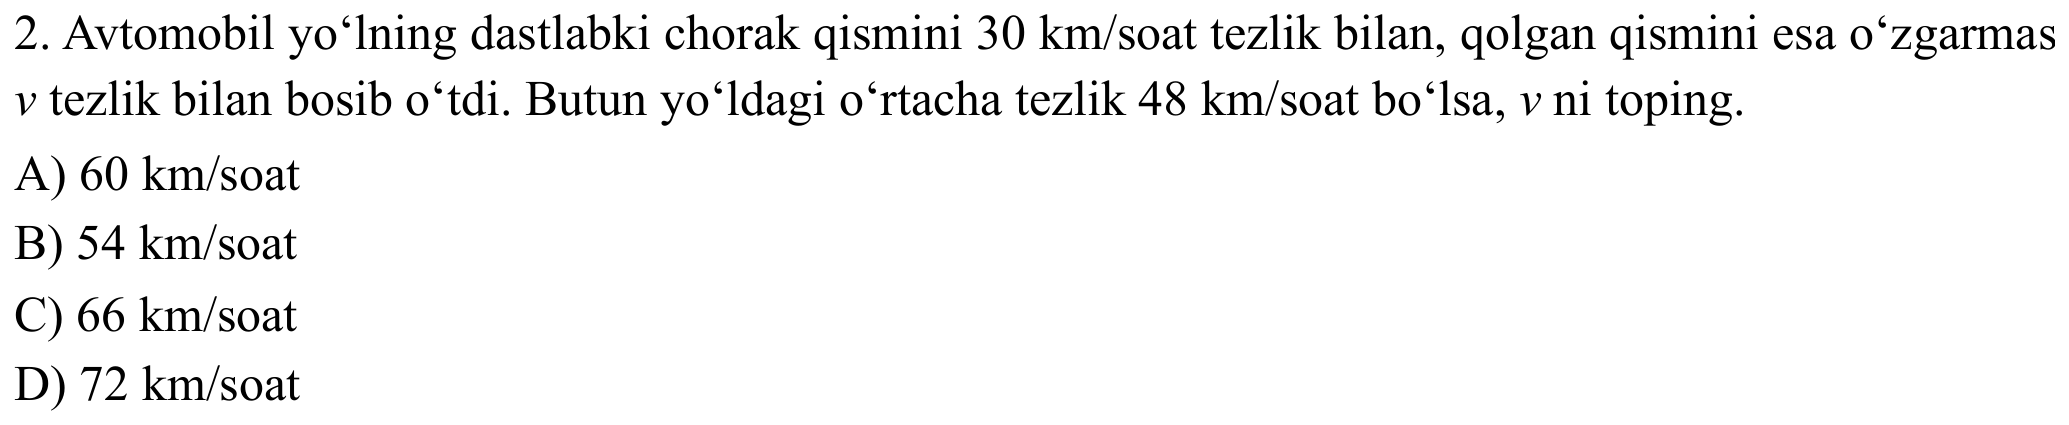 2. Avtomobil yo‘lning dastlabki chorak qismini 30 km/soat tezlik bilan, qolgan qismini esa o‘zgarmas
v tezlik bilan bosib o‘tdi. Butun yo‘ldagi o‘rtacha tezlik 48 km/soat bo‘lsa, v ni toping.
A) 60 km/soat
B) 54 km/soat
C) 66 km/soat
D) 72 km/soat